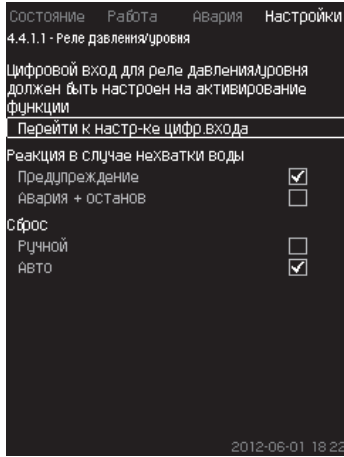 Состояние Работа Авария Настройки
4.4.1.1 - Реле давления/уровня
Цифровой вход для реле давления/уровня
должен быть настроен на активирование
функции
Перейти к настр-ке цифр.входа
Реакция в случае нехватки воды
Предупреждение
Авария + останов
Сброс
Ручной
Авто
2012-06-01 18:22